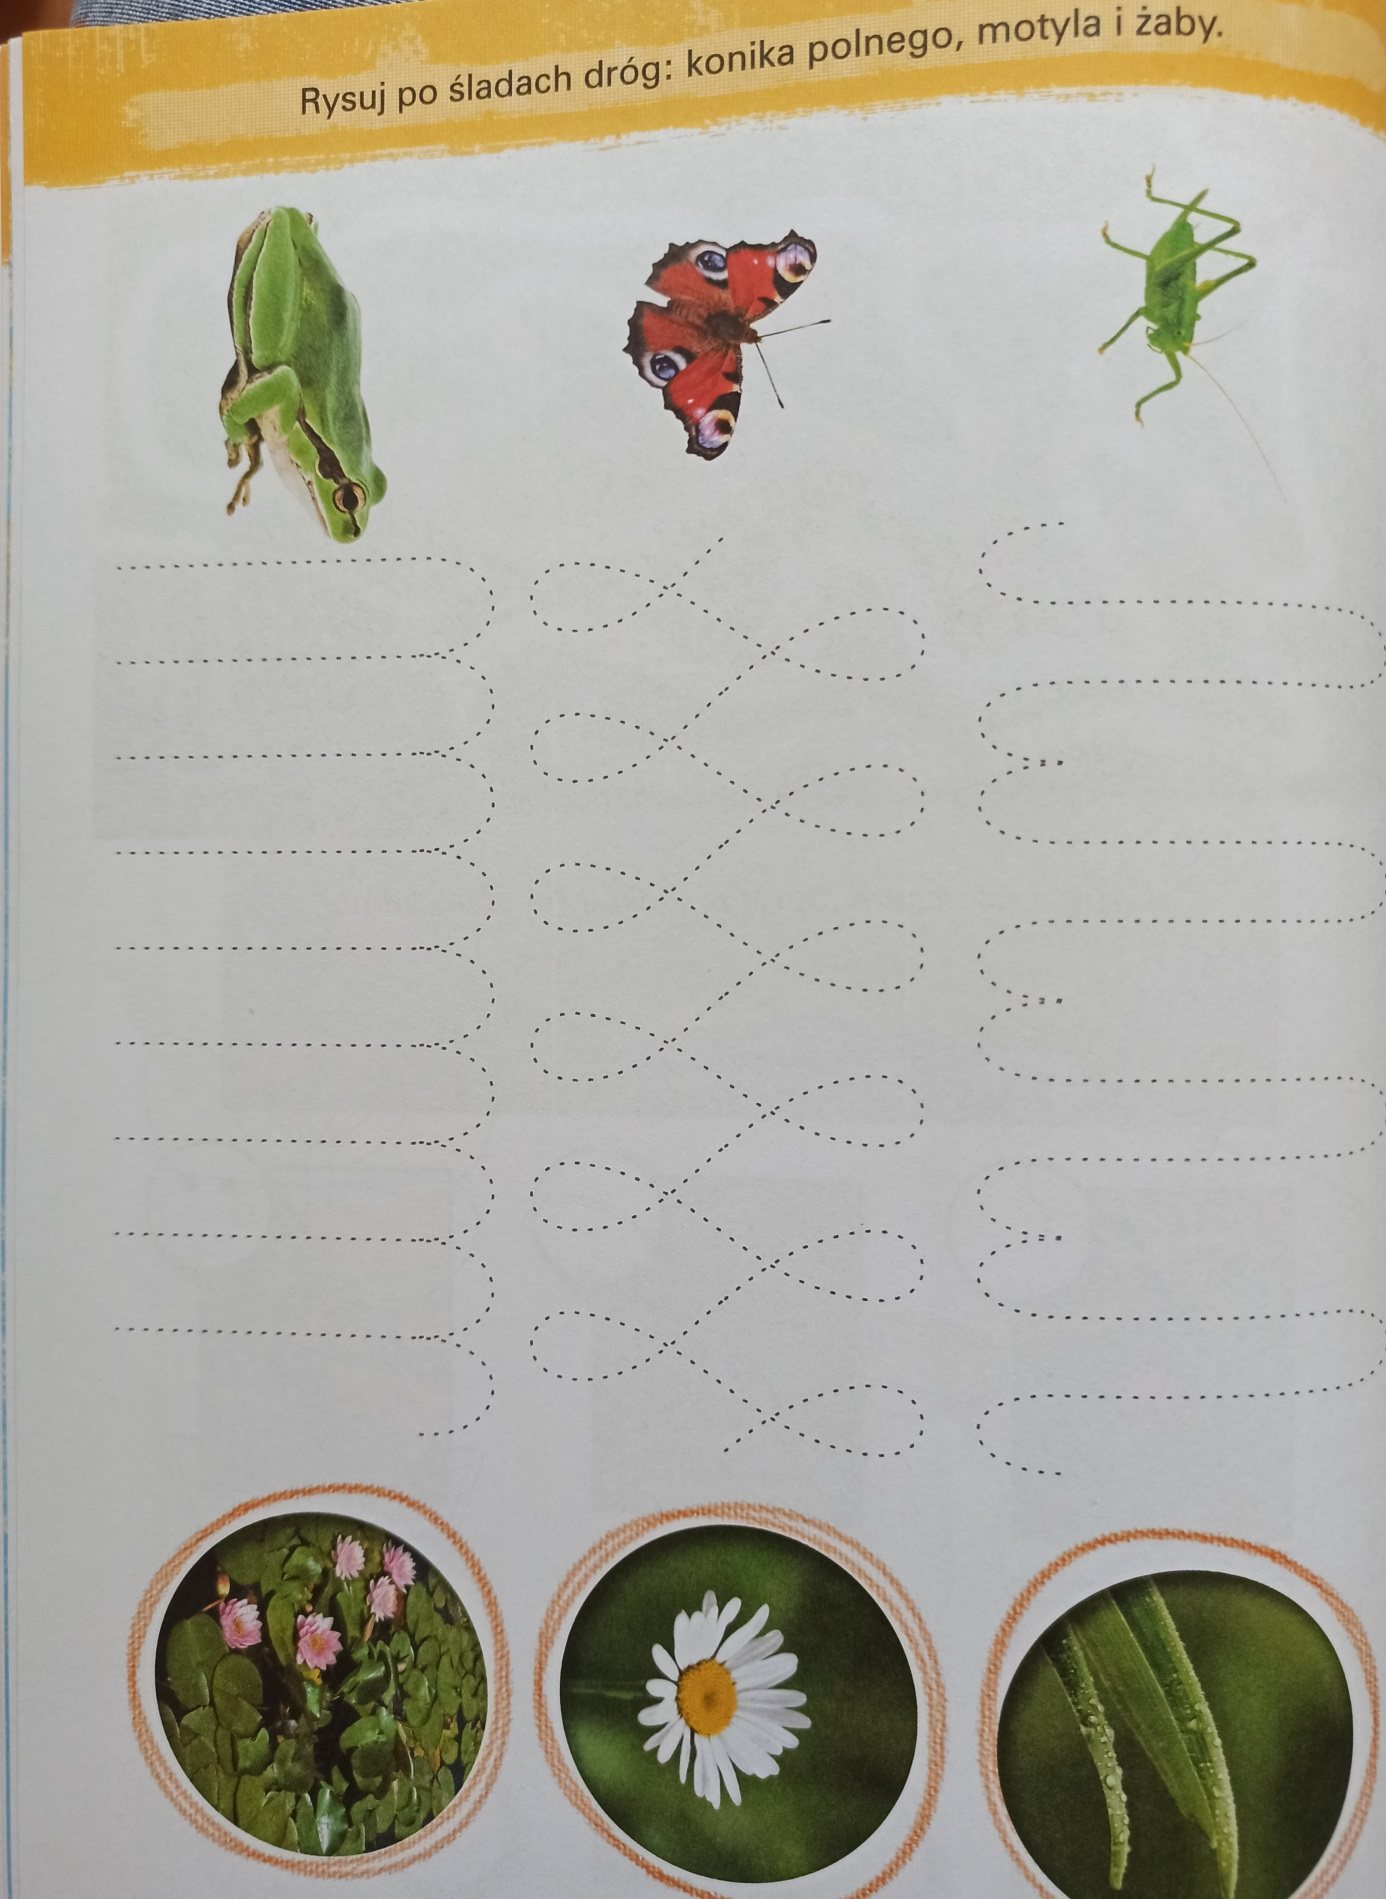 Rysuj po śladach dróg: konika polnego, motyla i żaby.